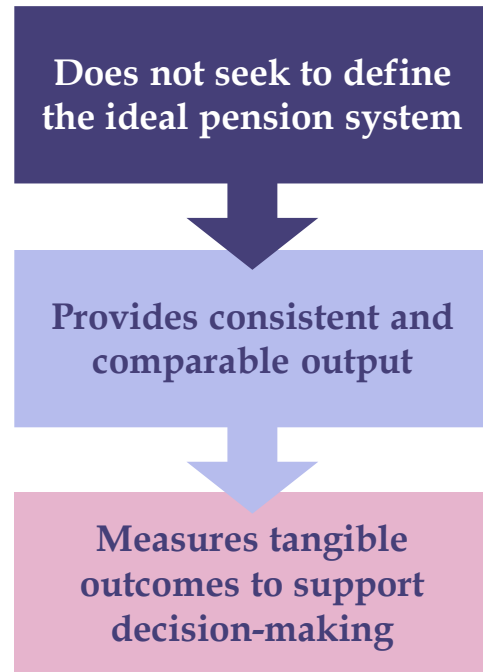 Does not seek to define
the ideal pension system
Provides consistent and
comparable output
Measures tangible
outcomes to support
decision-making